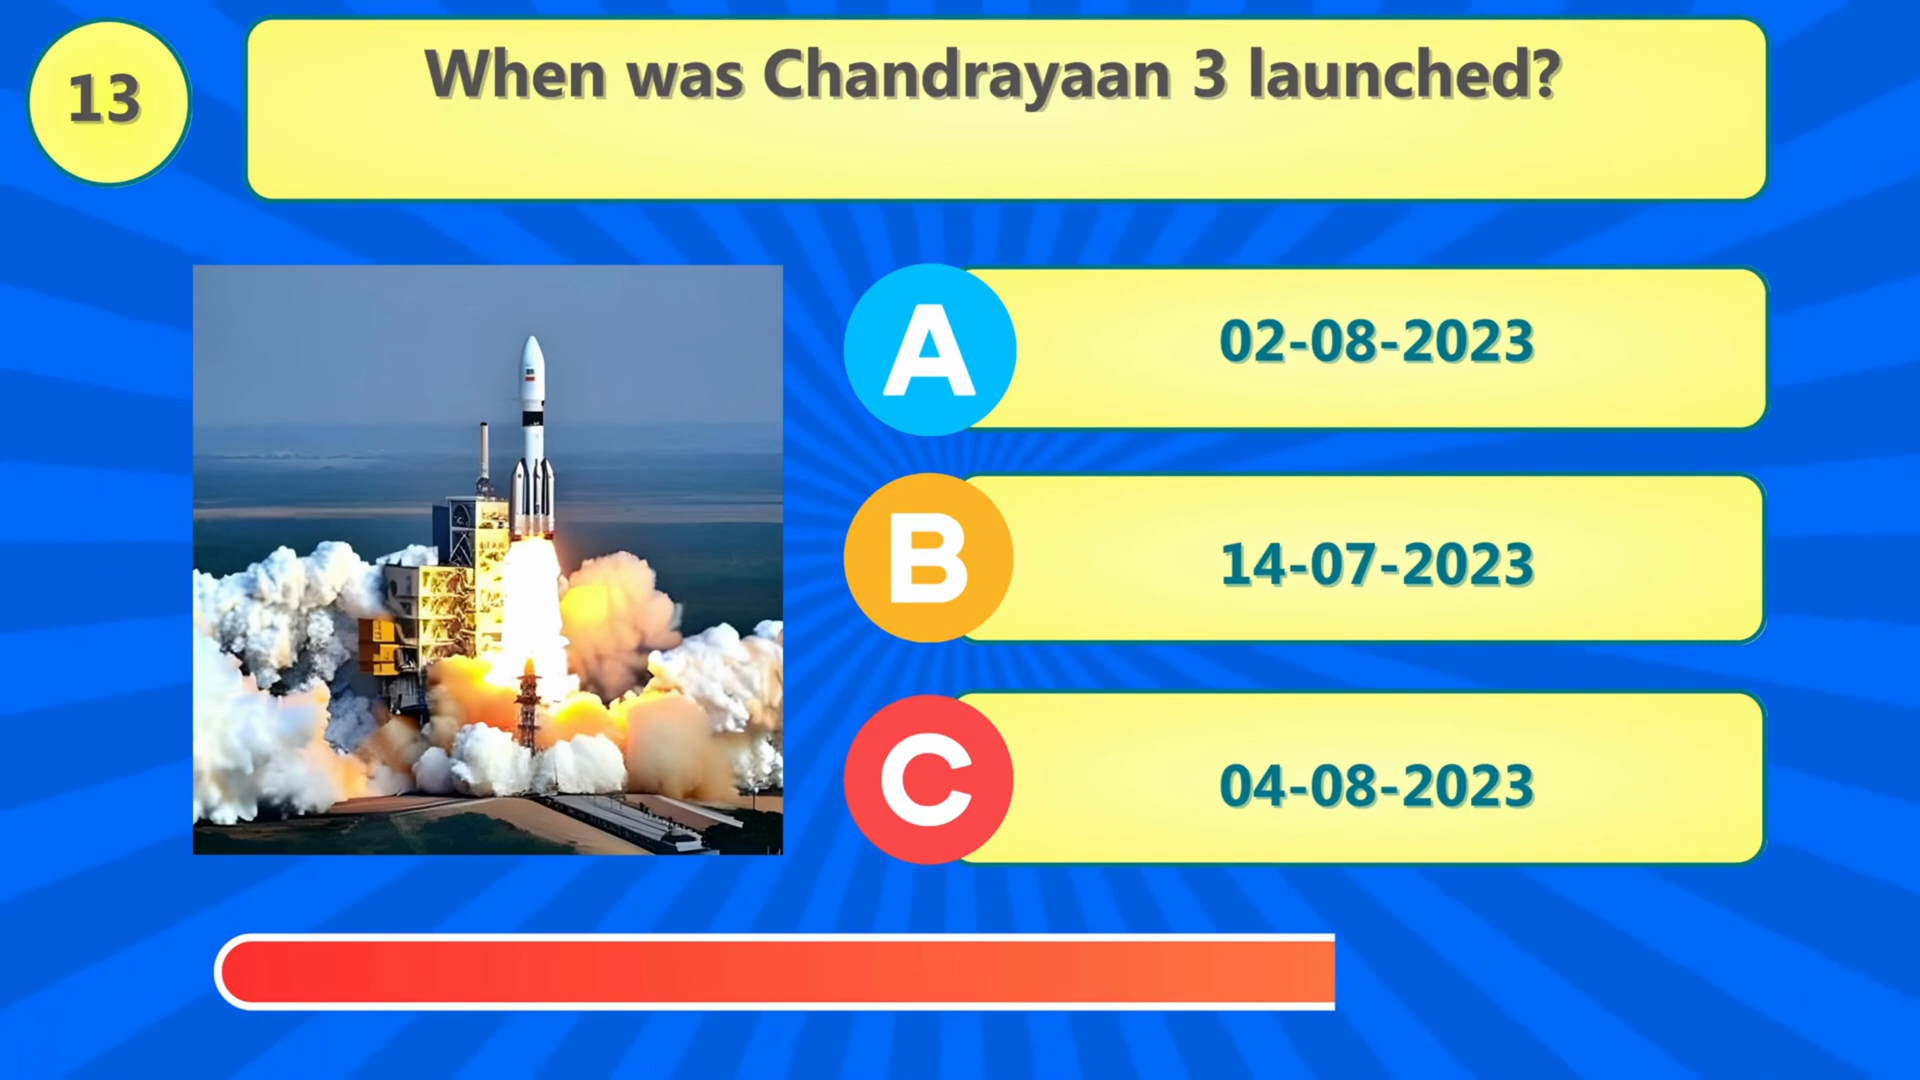 13
When was Chandrayaan 3 launched?
A
02-08-2023
B
14-07-2023
C
04-08-2023